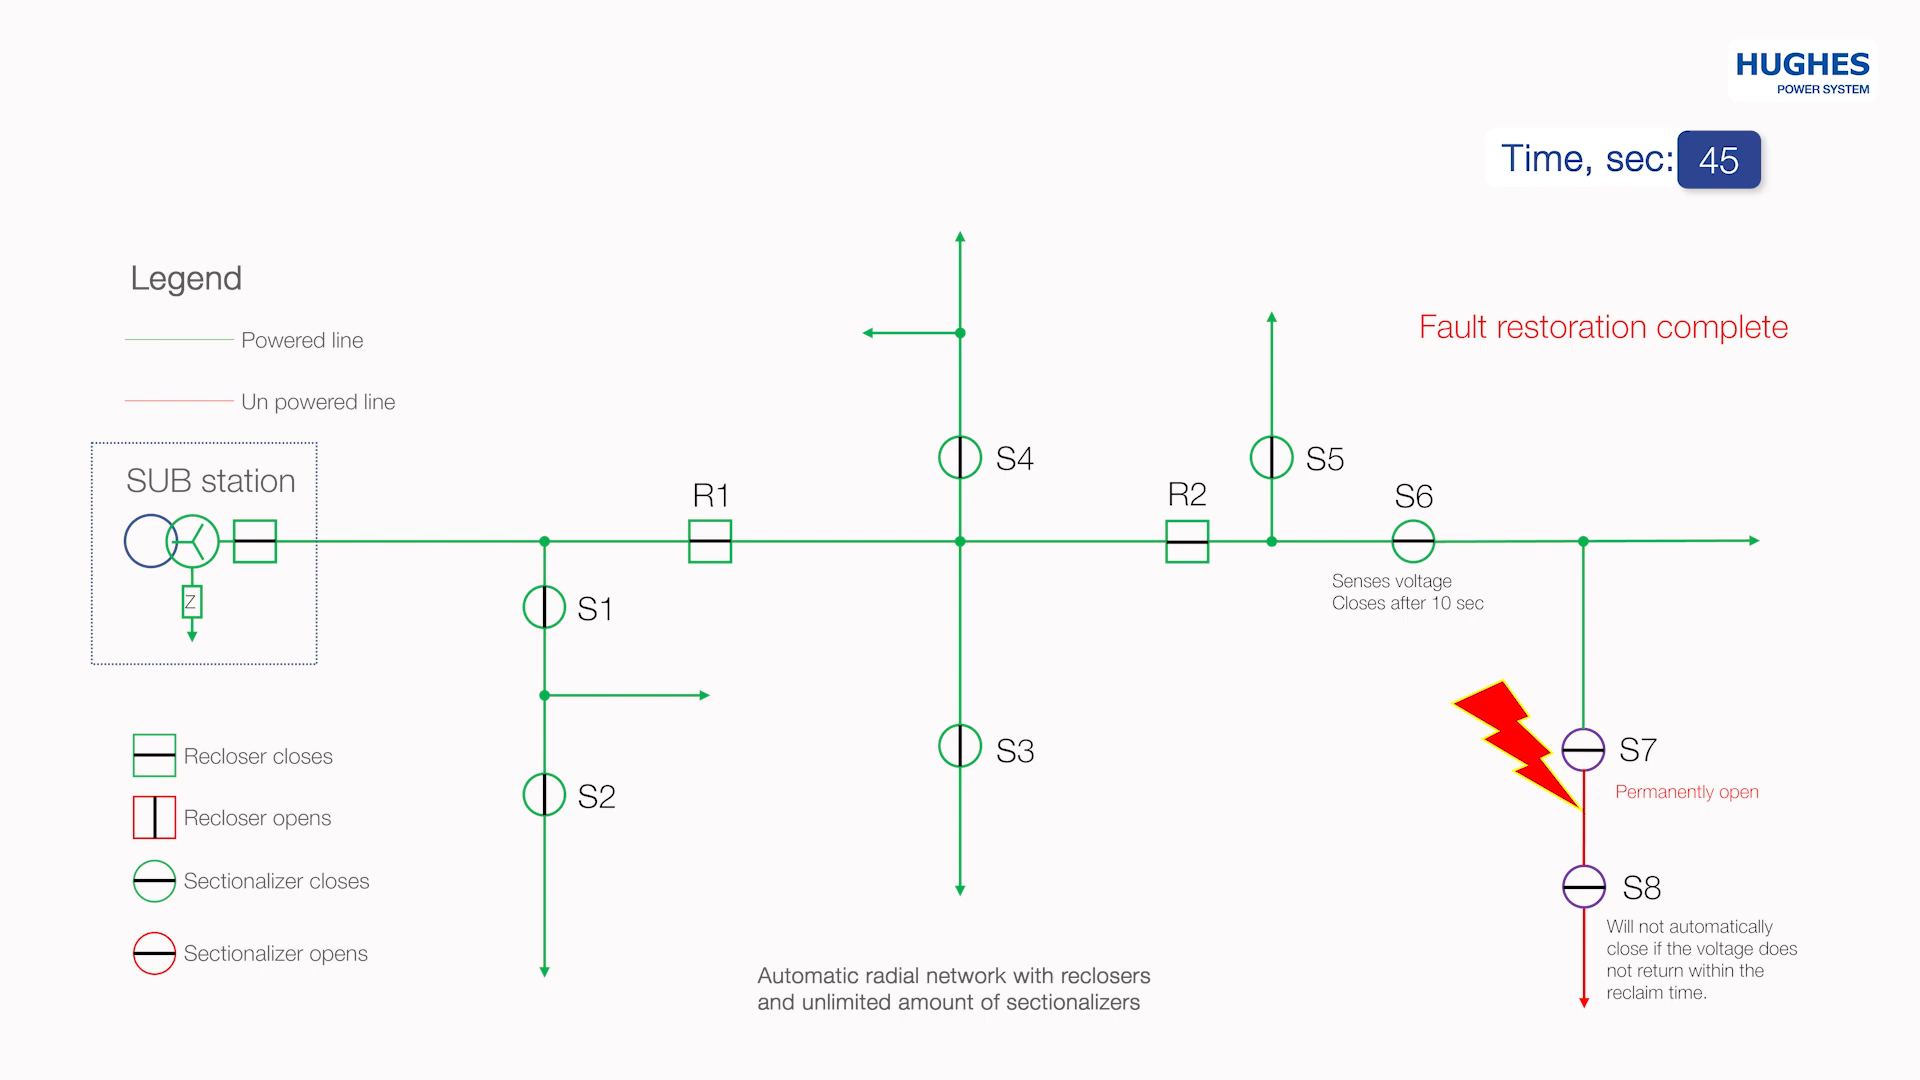 HUGHES
POWER SYSTEM
Time, sec: 45
Legend
Powered line
Un powered line
Fault restoration complete
SUB station
Z
R1
S4
R2
S5
S6
Senses voltage
Closes after 10 sec
S1
S2
S3
S7
Permanently open
S8
Will not automatically
close if the voltage does
not return within the
reclaim time.
Recloser closes
Recloser opens
Sectionalizer closes
Sectionalizer opens
Automatic radial network with reclosers
and unlimited amount of sectionalizers